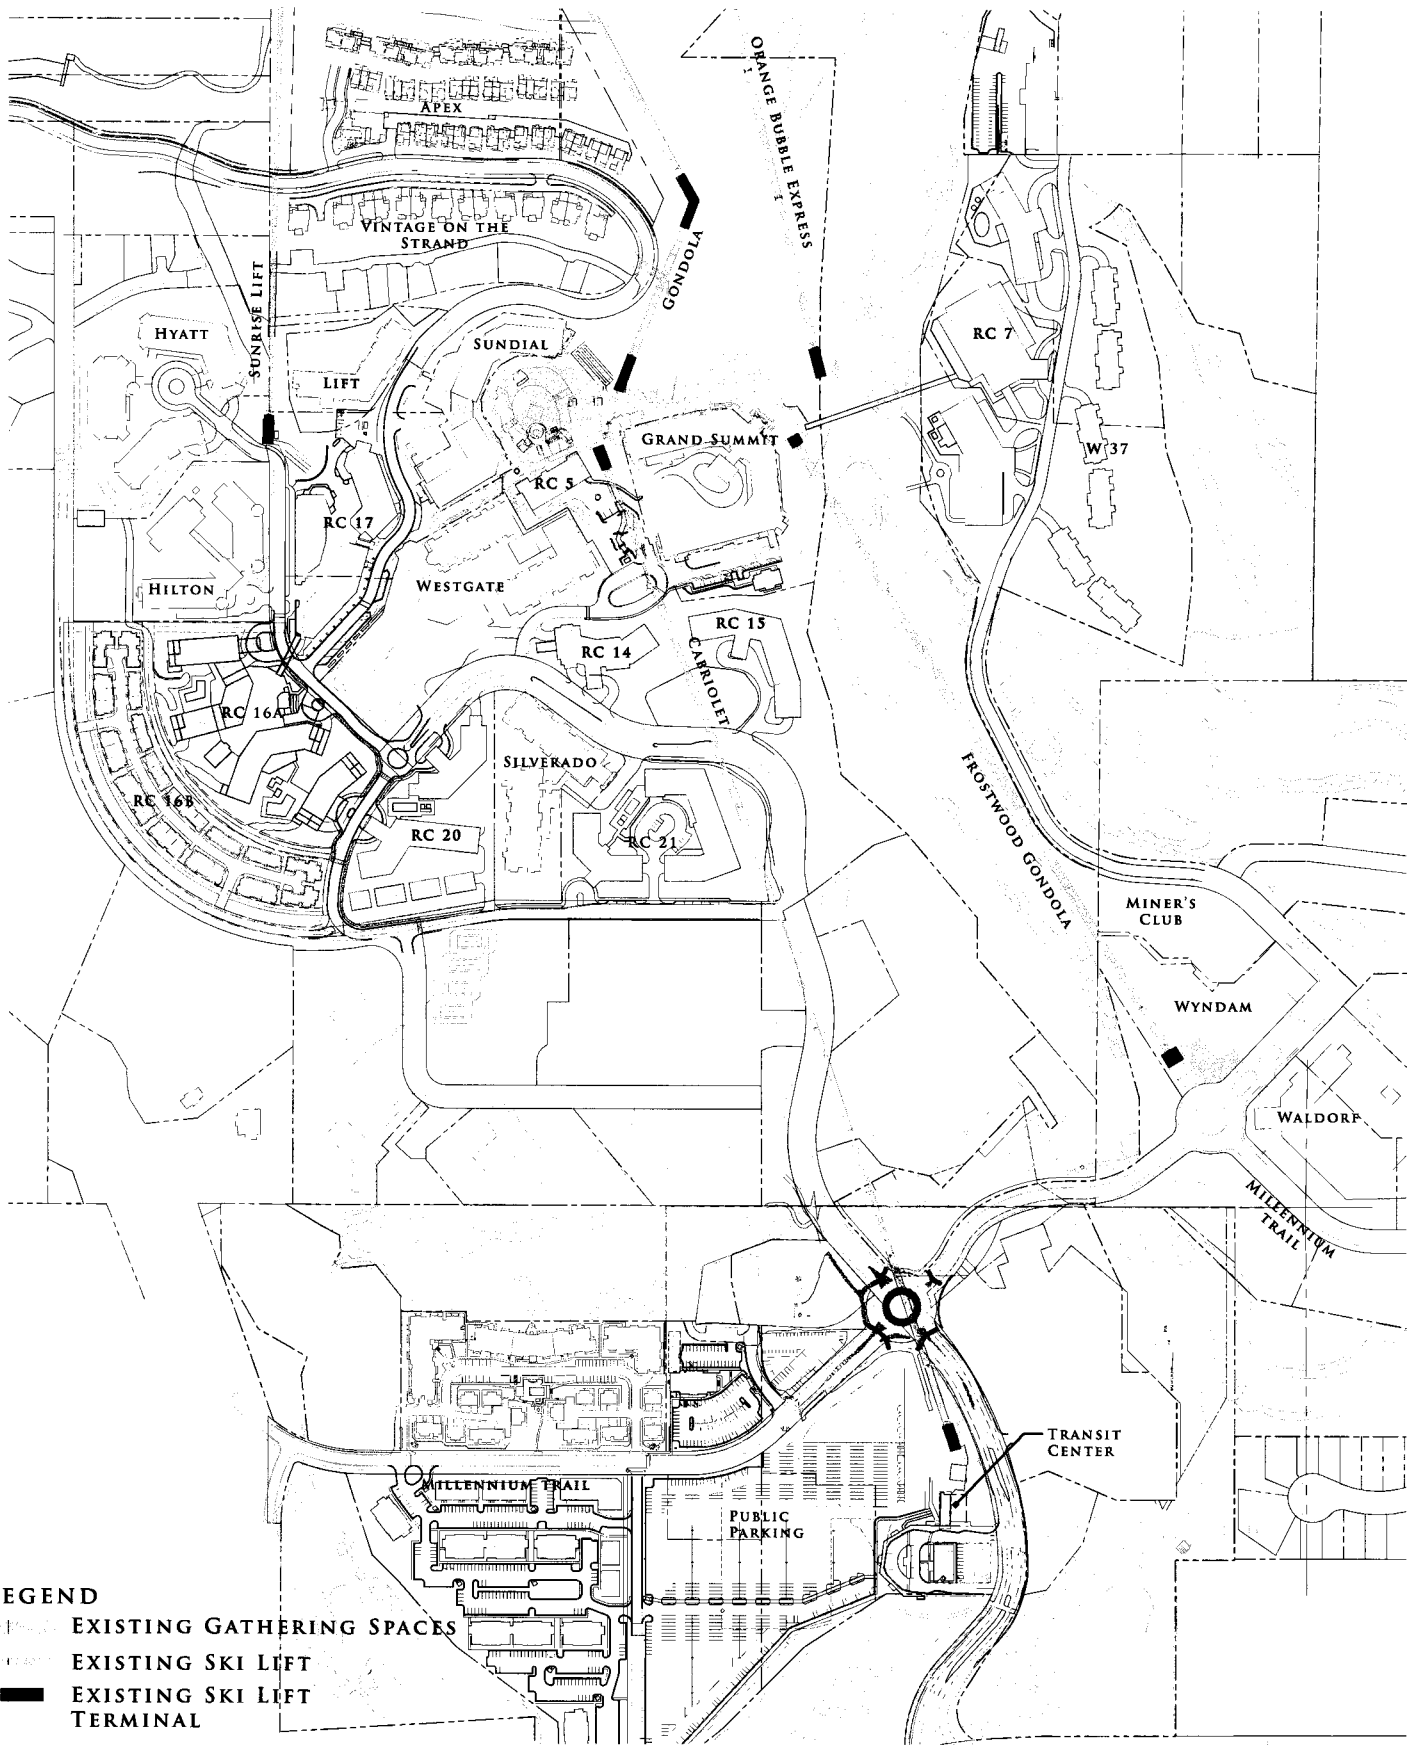 APEX
ORANGE BUBBLE EXPRESS
VINTAGE ON THE
STRAND
GONDOLA
SUNRISE LIFT
HYATT
SUNDIAL
LIFT
RC 7
GRAND SUMMIT
W 37
RC 5
RC 17
WESTGATE
HILTON
RC 15
RC 14
CABRIOLET
RC 16A
SILVERADO
RC 16B
RC 20
RC 21
FROSTWOOD GONDOLA
MINER'S
CLUB
WYNDAM
WALDORF
MILLENNIUM
TRAIL
TRANSIT
CENTER
MILLENNIUM TRAIL
PUBLIC
PARKING
EGEND
EXISTING GATHERING SPACES
EXISTING SKI LIFT
EXISTING SKI LIFT
TERMINAL